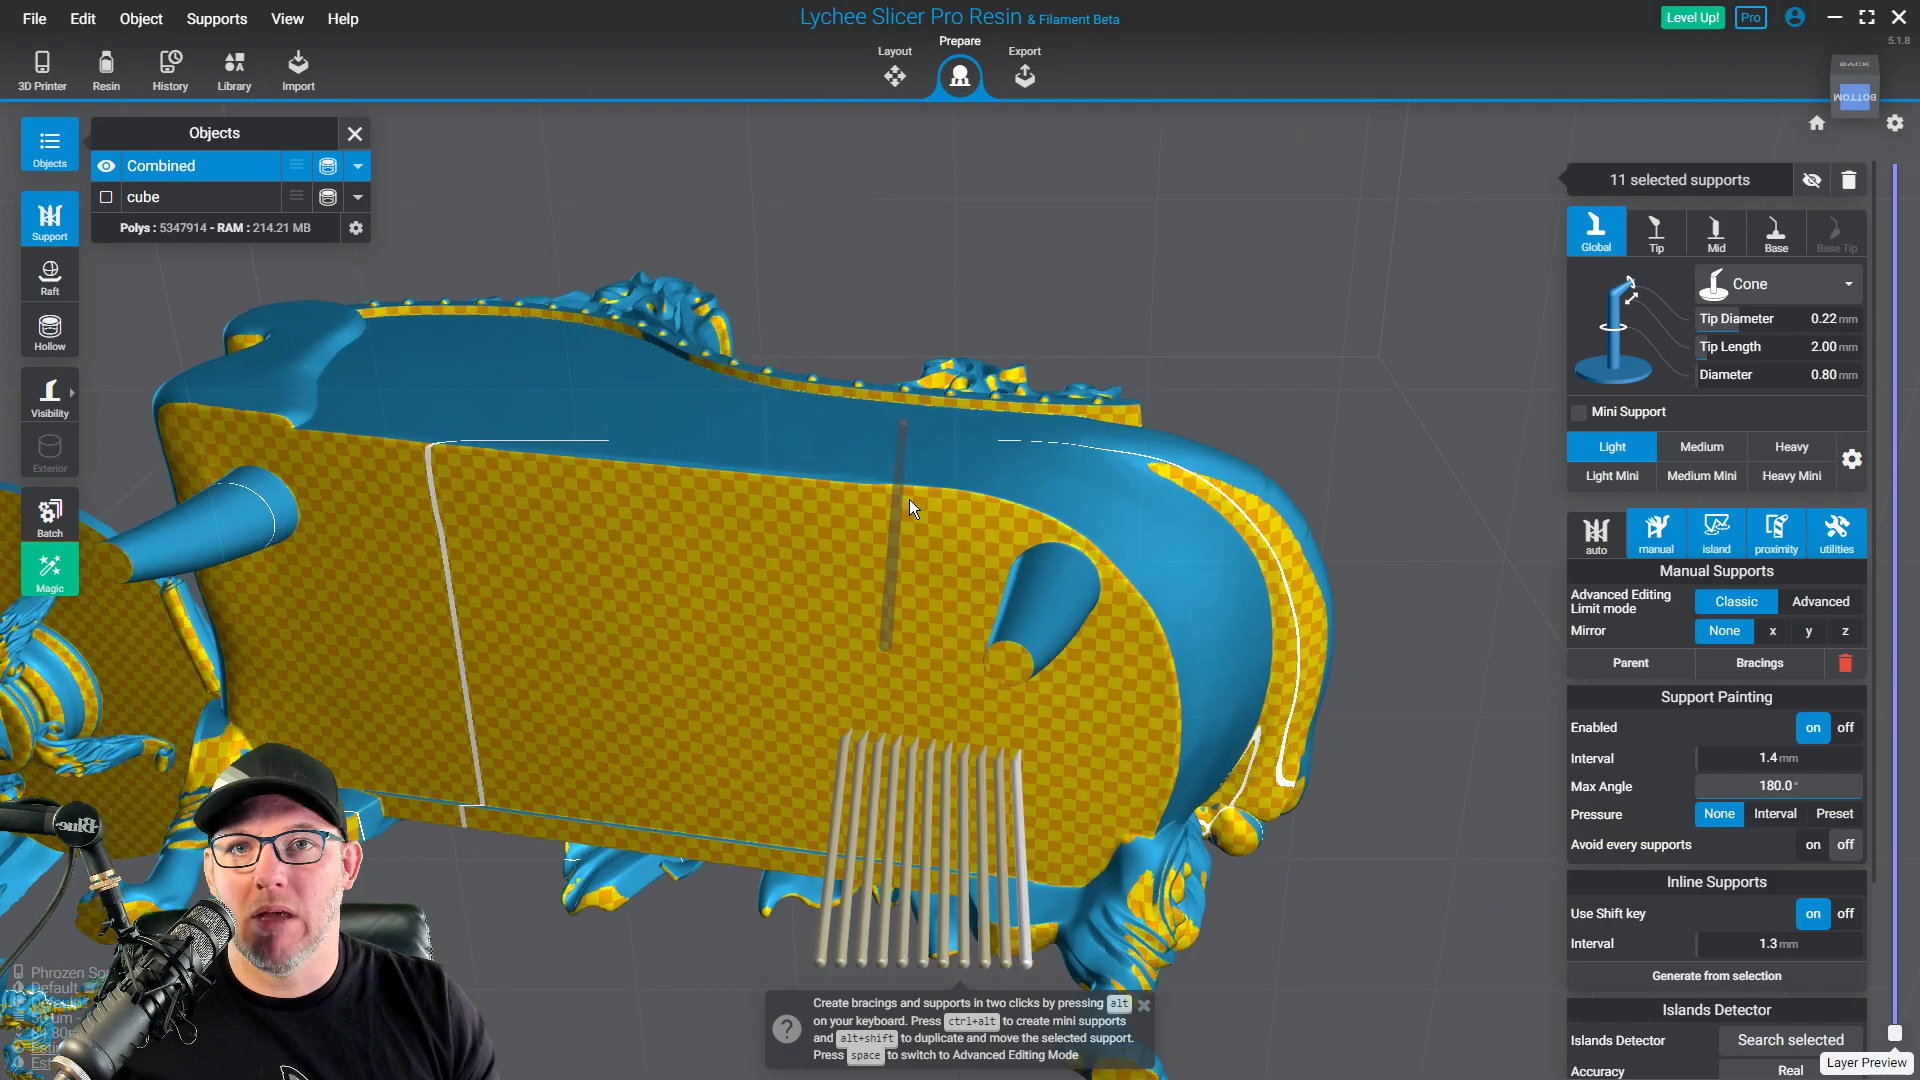 File Edit Object Supports View Help
Lychee Slicer Pro Resin & Filament Beta
Level Up! Pro
5.1.8
3D Printer Resin History Library Import
Layout Prepare Export
BACK
BOTTOM
Objects
Combined
cube
Polys : 5347914 - RAM : 214.21 MB
Objects
Support
Raft
Hollow
Visibility
Exterior
Batch
Magic
11 selected supports
Global Tip Mid Base Base Tip
Cone
Tip Diameter 0.22 mm
Tip Length 2.00 mm
Diameter 0.80 mm
Mini Support
Light Medium Heavy
Light Mini Medium Mini Heavy Mini
auto manual island proximity utilities
Manual Supports
Advanced Editing
Limit mode Classic Advanced
Mirror None x y z
Parent Bracings
Support Painting
Enabled on off
Interval 1.4 mm
Max Angle 180.0 °
Pressure None Interval Preset
Avoid every supports on off
Inline Supports
Use Shift key on off
Interval 1.3 mm
Generate from selection
Islands Detector
Islands Detector Search selected
Accuracy Real
Layer Preview
Create bracings and supports in two clicks by pressing alt
on your keyboard. Press ctrl+alt to create mini supports
and alt+shift to duplicate and move the selected support.
Press space to switch to Advanced Editing Mode
?
Blue
Phrozen
Default